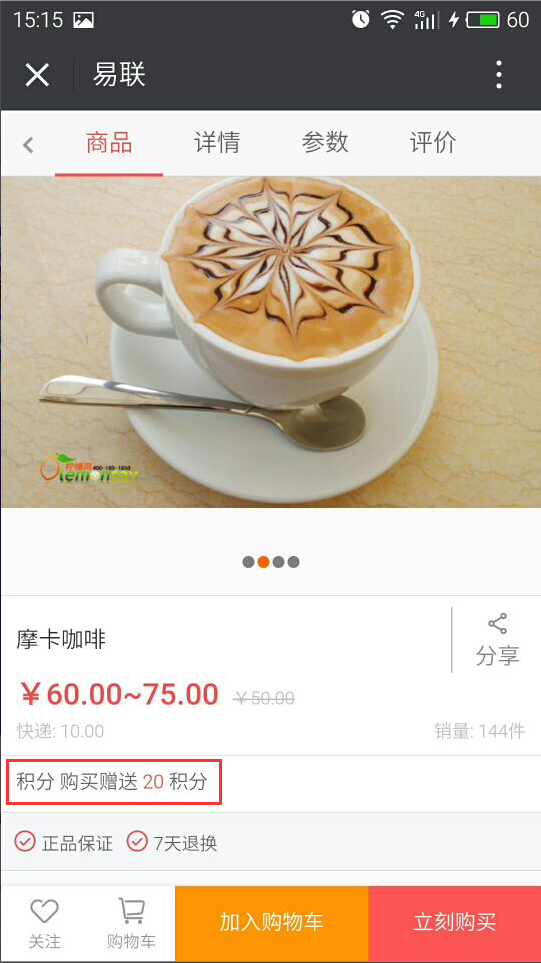 15:15 4G 60
易联
商品 详情 参数 评价
柠檬网 400-180-1860
lemonbuy
摩卡咖啡
分享
￥60.00~75.00 ￥50.00
快递: 10.00 销量: 144件
积分 购买赠送 20 积分
正品保证 7天退换
关注 购物车 加入购物车 立刻购买